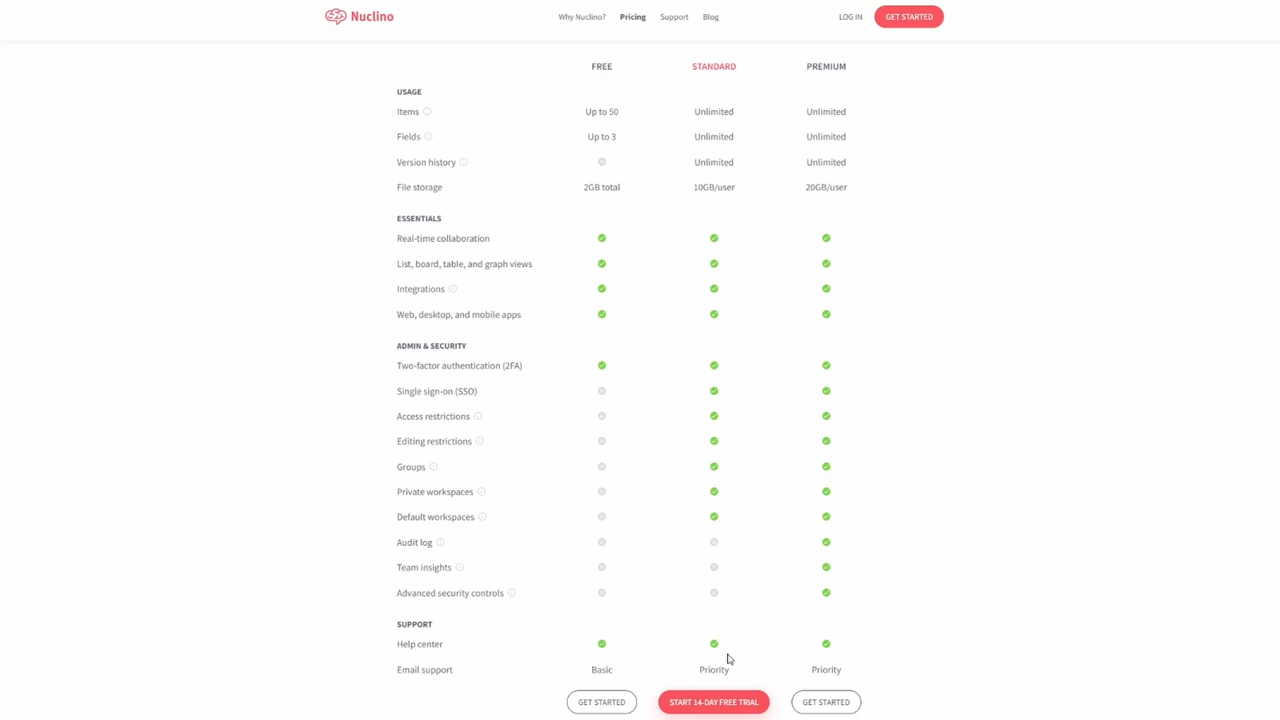 Nuclino Why Nuclino? Pricing Support Blog LOG IN GET STARTED
FREE STANDARD PREMIUM
USAGE
Items Up to 50 Unlimited Unlimited
Fields Up to 3 Unlimited Unlimited
Version history Unlimited Unlimited
File storage 2GB total 10GB/user 20GB/user
ESSENTIALS
Real-time collaboration
List, board, table, and graph views
Integrations
Web, desktop, and mobile apps
ADMIN & SECURITY
Two-factor authentication (2FA)
Single sign-on (SSO)
Access restrictions
Editing restrictions
Groups
Private workspaces
Default workspaces
Audit log
Team insights
Advanced security controls
SUPPORT
Help center
Email support Basic Priority Priority
GET STARTED START 14-DAY FREE TRIAL GET STARTED